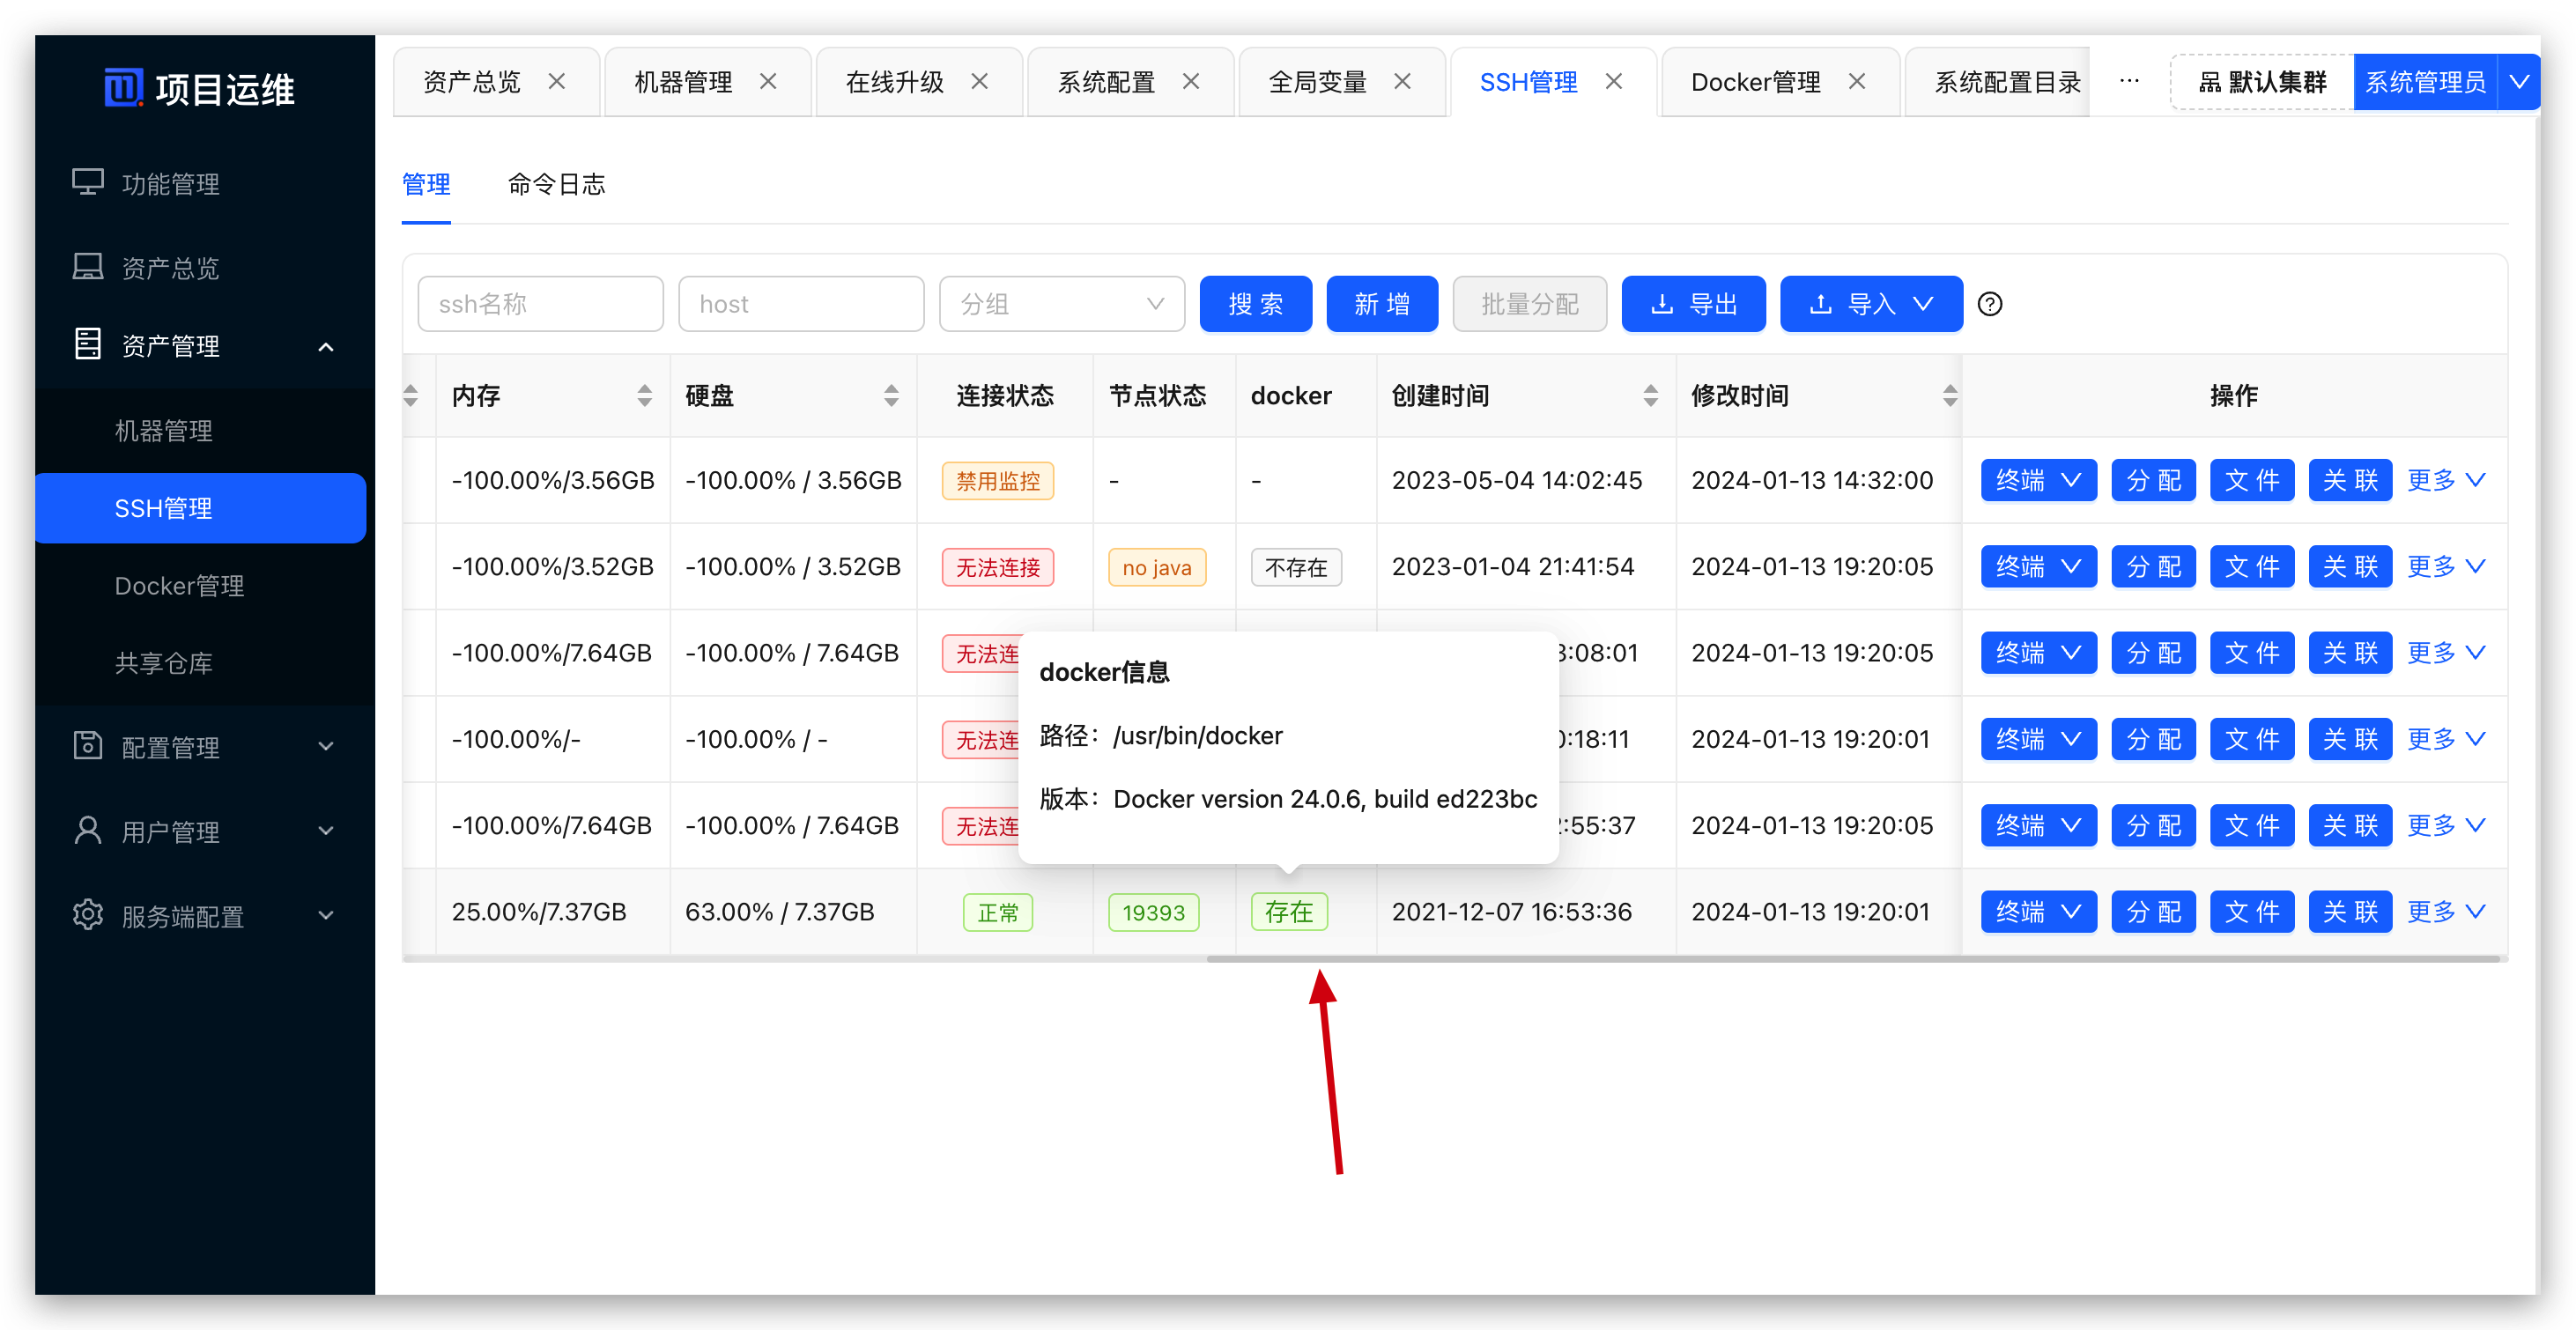 项目运维
资产总览 机器管理 在线升级 系统配置 全局变量 SSH管理 Docker管理 系统配置目录 ··· 默认集群 系统管理员
功能管理
资产总览
资产管理
机器管理
SSH管理
Docker管理
共享仓库
配置管理
用户管理
服务端配置
管理 命令日志
ssh名称 host 分组 搜索 新增 批量分配 导出 导入
内存 硬盘 连接状态 节点状态 docker 创建时间 修改时间 操作
-100.00%/3.56GB -100.00% / 3.56GB 禁用监控 - - 2023-05-04 14:02:45 2024-01-13 14:32:00 终端 分配 文件 关联 更多
-100.00%/3.52GB -100.00% / 3.52GB 无法连接 no java 不存在 2023-01-04 21:41:54 2024-01-13 19:20:05 终端 分配 文件 关联 更多
-100.00%/7.64GB -100.00% / 7.64GB 无法连 :08:01 2024-01-13 19:20:05 终端 分配 文件 关联 更多
-100.00%/- -100.00% / - 无法连 :18:11 2024-01-13 19:20:01 终端 分配 文件 关联 更多
-100.00%/7.64GB -100.00% / 7.64GB 无法连 :55:37 2024-01-13 19:20:05 终端 分配 文件 关联 更多
25.00%/7.37GB 63.00% / 7.37GB 正常 19393 存在 2021-12-07 16:53:36 2024-01-13 19:20:01 终端 分配 文件 关联 更多
docker信息
路径：/usr/bin/docker
版本：Docker version 24.0.6, build ed223bc